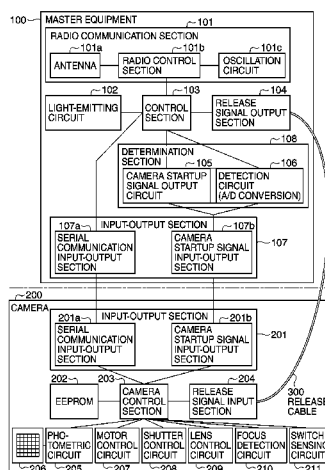 100
MASTER EQUIPMENT
101
RADIO COMMUNICATION SECTION
101a
101b
101c
ANTENNA
RADIO CONTROL
SECTION
OSCILLATION
CIRCUIT
102
103
104
LIGHT-EMITTING
CIRCUIT
CONTROL
SECTION
RELEASE
SIGNAL OUTPUT
SECTION
108
DETERMINATION
SECTION
105
106
CAMERA STARTUP
SIGNAL OUTPUT
CIRCUIT
DETECTION
CIRCUIT
(A/D CONVERSION)
INPUT-OUTPUT SECTION
107a
107b
SERIAL
COMMUNICATION
INPUT-OUTPUT
SECTION
CAMERA
STARTUP SIGNAL
INPUT-OUTPUT
SECTION
107
200
CAMERA
INPUT-OUTPUT SECTION
201a
201b
SERIAL
COMMUNICATION
INPUT-OUTPUT
SECTION
CAMERA
STARTUP SIGNAL
INPUT-OUTPUT
SECTION
201
202
203
204
EEPROM
CAMERA
CONTROL
SECTION
RELEASE
SIGNAL INPUT
SECTION
300
RELEASE
CABLE
PHO-
TOMETRIC
CIRCUIT
MOTOR
CONTROL
CIRCUIT
SHUTTER
CONTROL
CIRCUIT
LENS
CONTROL
CIRCUIT
FOCUS
DETECTION
CIRCUIT
SWITCH
SENSING
CIRCUIT
206
205
207
208
209
210
211